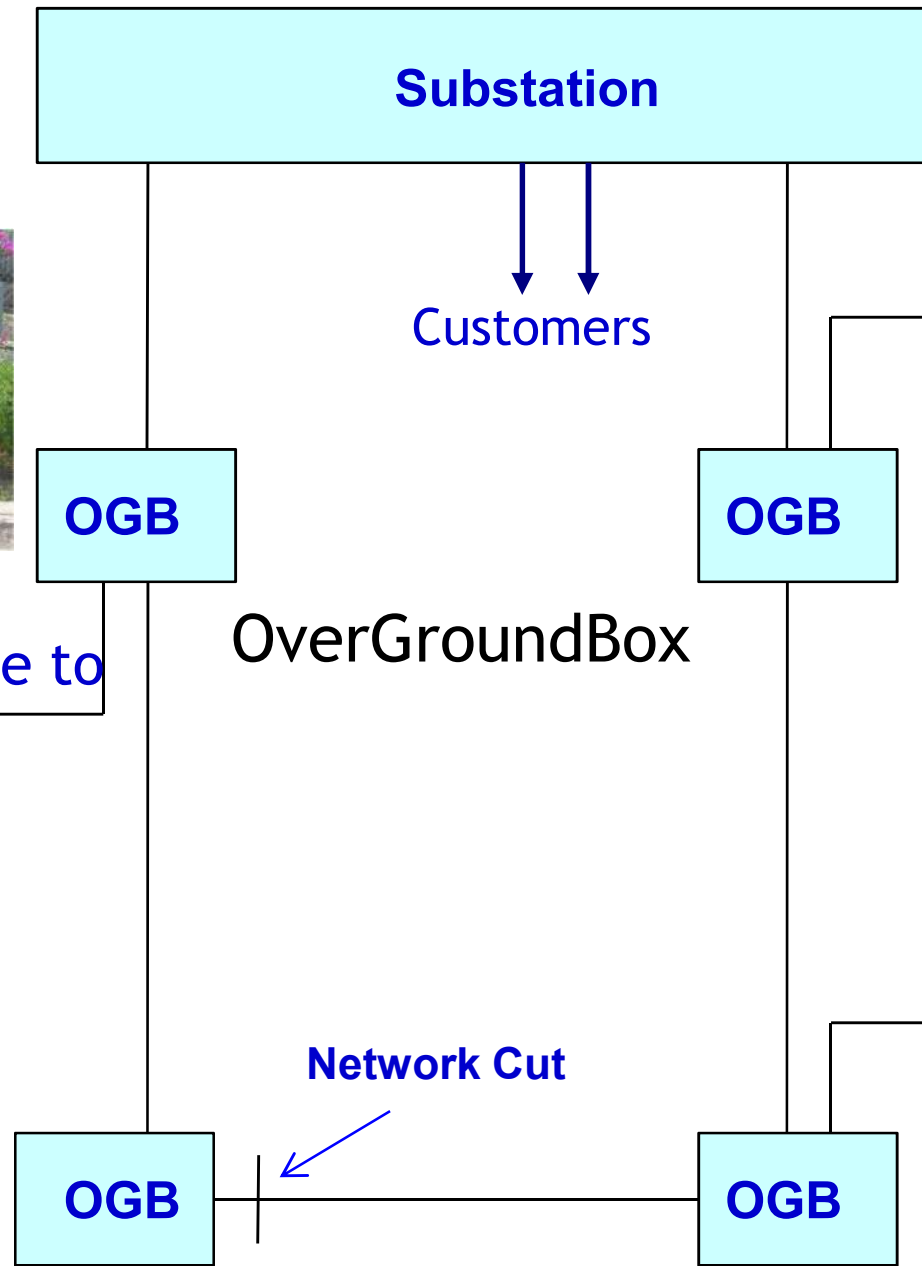 Substation
Customers
OGB
OGB
OverGroundBox
e to
Network Cut
OGB
OGB